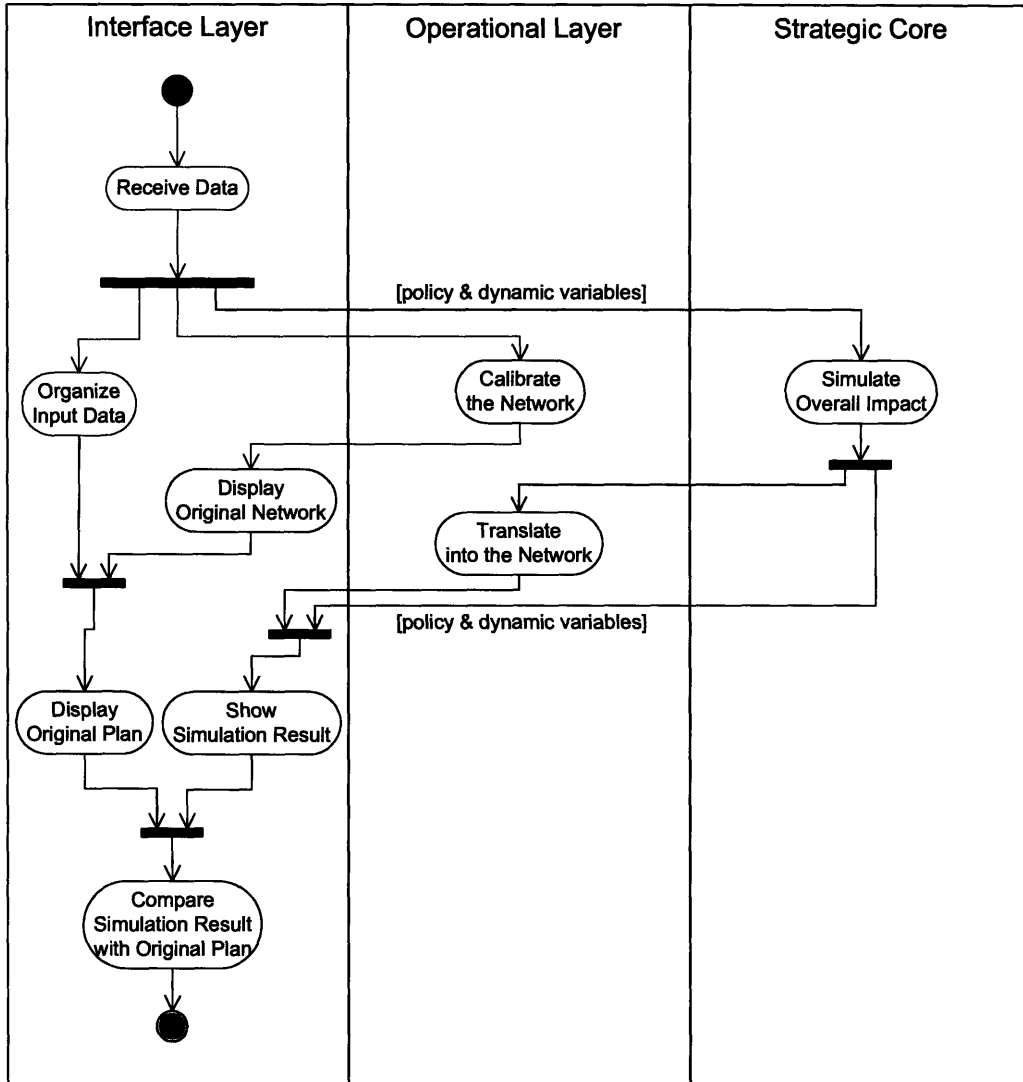 Interface Layer
Operational Layer
Strategic Core
Receive Data
[policy & dynamic variables]
Organize
Input Data
Calibrate
the Network
Simulate
Overall Impact
Display
Original Network
Translate
into the Network
[policy & dynamic variables]
Display
Original Plan
Show
Simulation Result
Compare
Simulation Result
with Original Plan